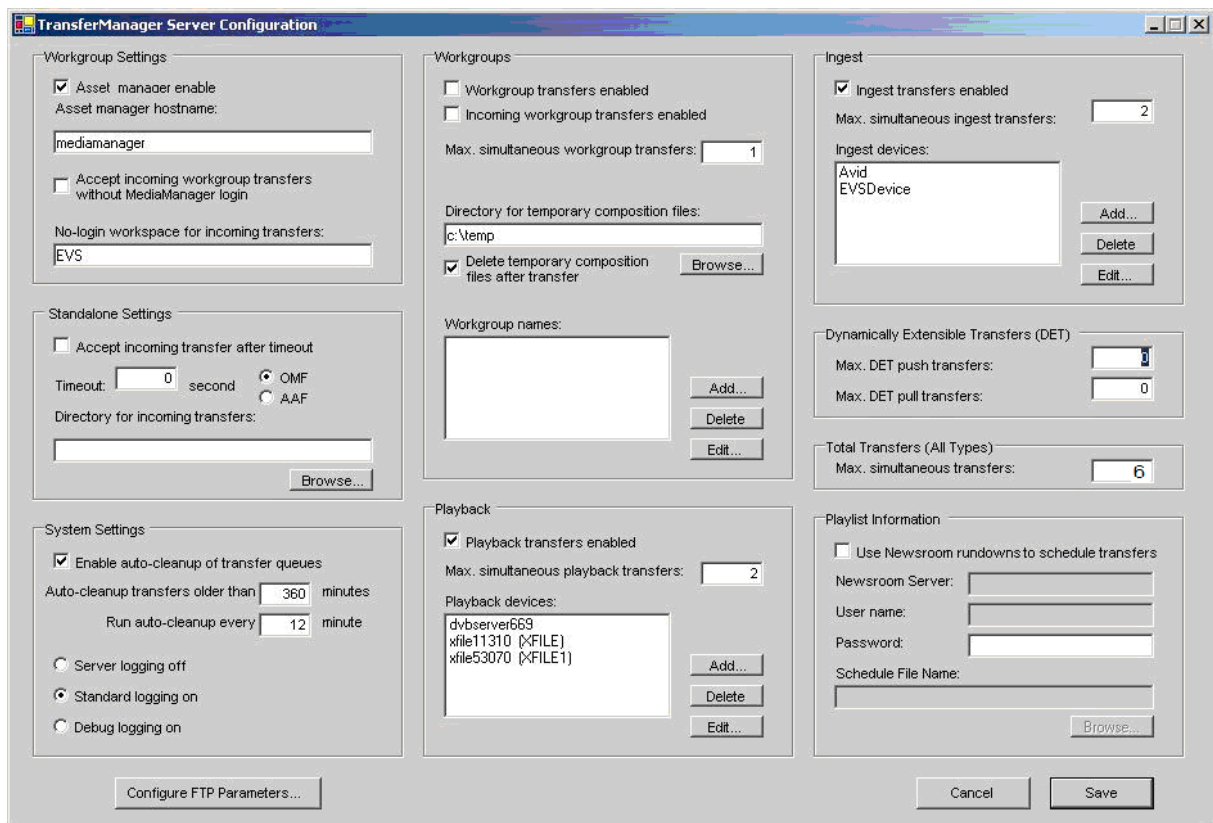 TransferManager Server Configuration
Workgroup Settings
Asset manager enable
Asset manager hostname:
mediamanager
Accept incoming workgroup transfers
without MediaManager login
No-login workspace for incoming transfers:
EVS
Standalone Settings
Accept incoming transfer after timeout
Timeout: 0 second OMF
AAF
Directory for incoming transfers:
Browse...
System Settings
Enable auto-cleanup of transfer queues
Auto-cleanup transfers older than 360 minutes
Run auto-cleanup every 12 minute
Server logging off
Standard logging on
Debug logging on
Configure FTP Parameters...
Workgroups
Workgroup transfers enabled
Incoming workgroup transfers enabled
Max. simultaneous workgroup transfers: 1
Directory for temporary composition files:
c:\temp
Delete temporary composition
files after transfer
Browse...
Workgroup names:
Add...
Delete
Edit...
Playback
Playback transfers enabled
Max. simultaneous playback transfers: 2
Playback devices:
dvbserver669
xfile11310 (XFILE)
xfile53070 (XFILE1)
Add...
Delete
Edit...
Ingest
Ingest transfers enabled
Max. simultaneous ingest transfers: 2
Ingest devices:
Avid
EVSDevice
Add...
Delete
Edit...
Dynamically Extensible Transfers (DET)
Max. DET push transfers: 0
Max. DET pull transfers: 0
Total Transfers (All Types)
Max. simultaneous transfers: 6
Playlist Information
Use Newsroom rundowns to schedule transfers
Newsroom Server:
User name:
Password:
Schedule File Name:
Browse...
Cancel
Save